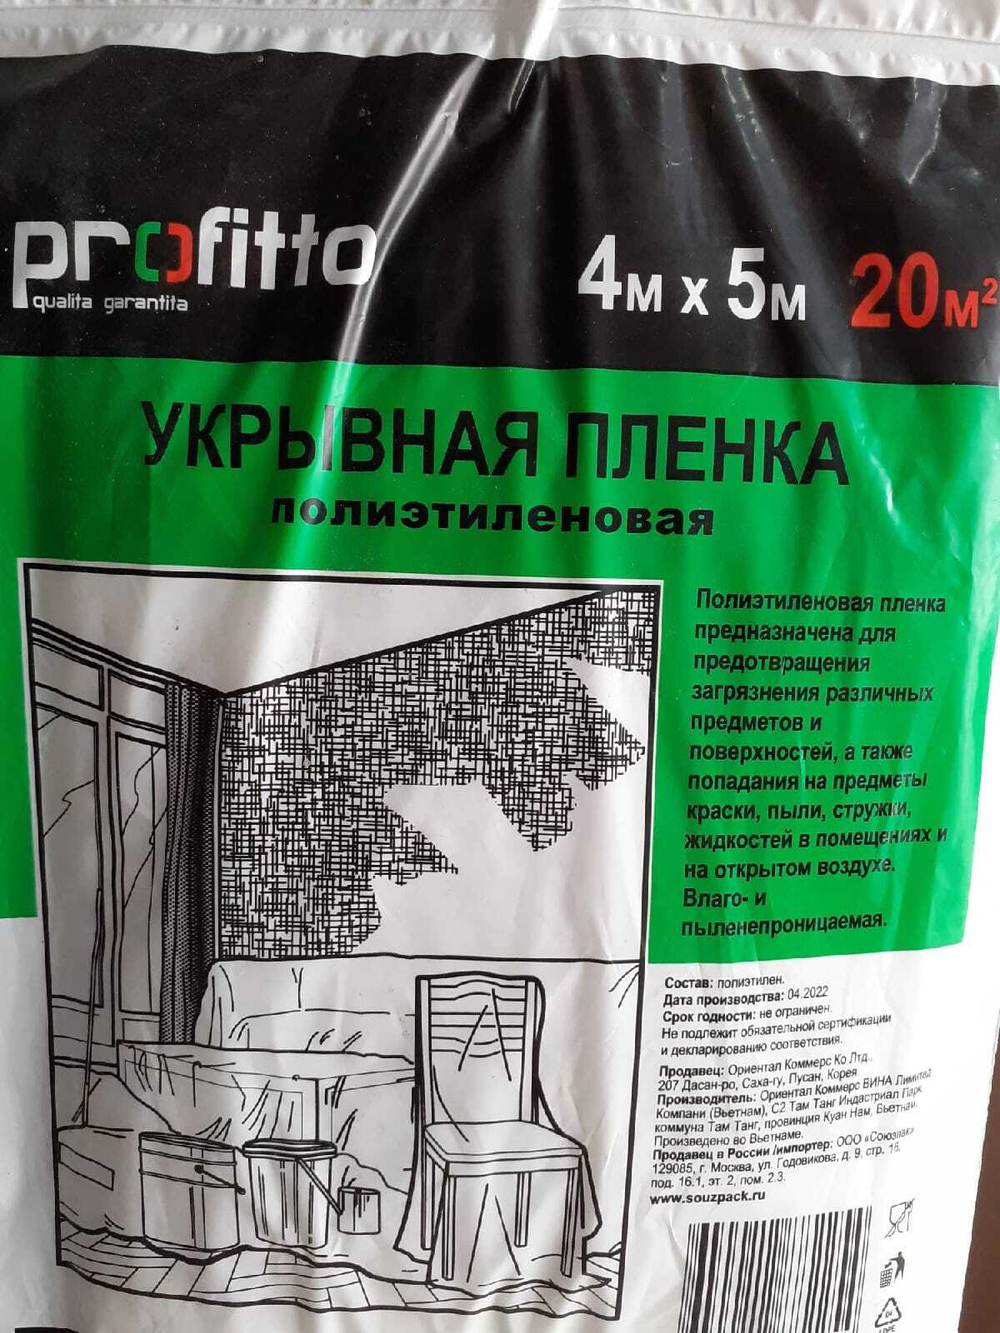 profitto
qualita garantita
4м х 5м 20м²
УКРЫВНАЯ ПЛЕНКА
полиэтиленовая
Полиэтиленовая пленка
предназначена для
предотвращения
загрязнения различных
предметов и
поверхностей, а также
попадания на предметы
краски, пыли, стружки,
жидкостей в помещениях и
на открытом воздухе.
Влаго- и
пыленепроницаемая.
Состав: полиэтилен.
Дата производства: 04.2022
Срок годности: не ограничен.
Не подлежит обязательной сертификации
и декларированию соответствия.
Продавец: Ориентал Коммерс Ко Лтд.,
207 Дасан-ро, Саха-гу, Пусан, Корея
Производитель: Ориентал Коммерс ВИНА Лимитед
Компани (Вьетнам), С2 Там Танг Индастриал Парк,
коммуна Там Танг, провинция Куан Нам, Вьетнам.
Произведено во Вьетнаме.
Продавец в России /импортер: ООО «Союзпак»
129085, г. Москва, ул. Годовикова, д. 9, стр. 16,
под. 16.1, эт. 2, пом. 2.3.
www.souzpack.ru
04